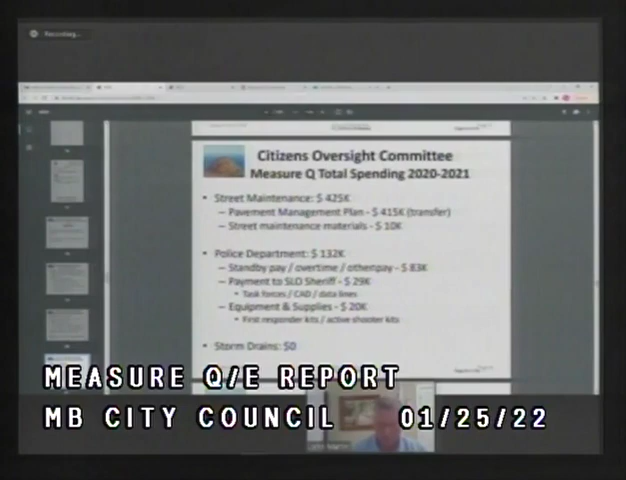 Recording...
Citizens Oversight Committee
Measure Q Total Spending 2020-2021
• Street Maintenance: $ 425K
– Pavement Management Plan - $ 415K (transfer)
– Street maintenance materials - $ 10K
• Police Department: $ 132K
– Standby pay / overtime / otherpay - $ 83K
– Payment to SLO Sheriff - $ 29K
• Task forces / CAD / data lines
– Equipment & Supplies - $ 20K
• First responder kits / active shooter kits
• Storm Drains: $0
MEASURE Q/E REPORT
MB CITY COUNCIL 01/25/22